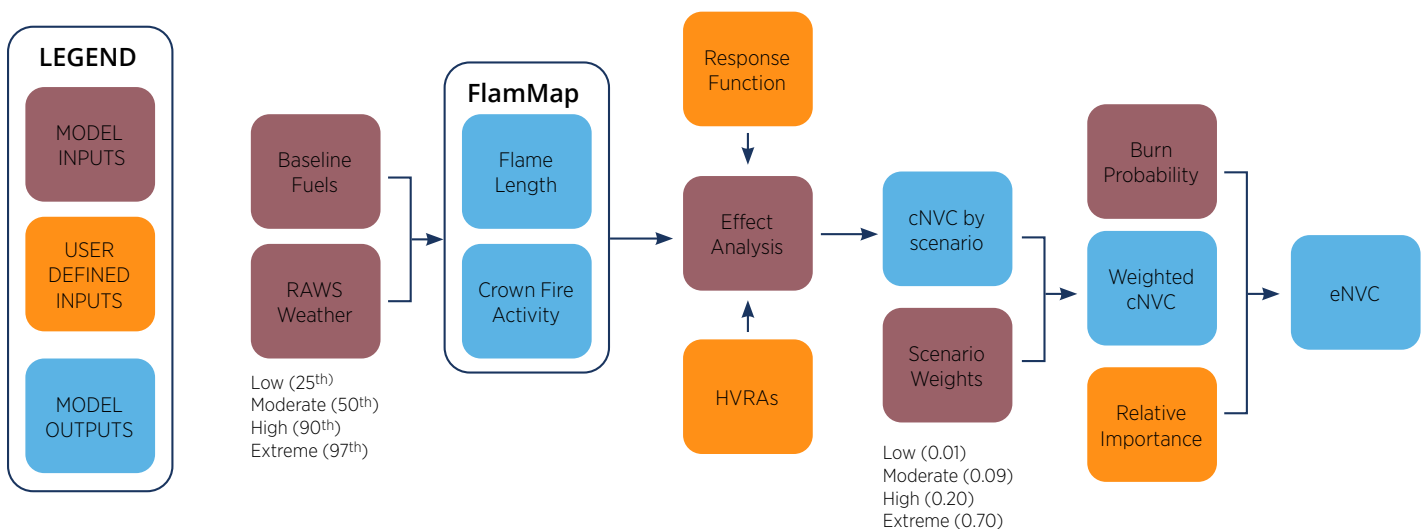 LEGEND
MODEL
INPUTS
USER
DEFINED
INPUTS
MODEL
OUTPUTS
Baseline
Fuels
RAWS
Weather
Low (25th)
Moderate (50th)
High (90th)
Extreme (97th)
FlamMap
Flame
Length
Crown Fire
Activity
Response
Function
Effect
Analysis
HVRAs
cNVC by
scenario
Scenario
Weights
Low (0.01)
Moderate (0.09)
High (0.20)
Extreme (0.70)
Burn
Probability
Weighted
cNVC
Relative
Importance
eNVC